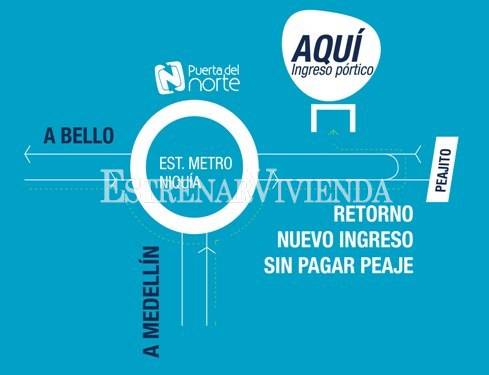 AQUÍ
Ingreso pórtico
Puerta del
norte
A BELLO
EST. METRO
NIQUÍA
PEAJITO
ESTRENARVIVIENDA
RETORNO
NUEVO INGRESO
SIN PAGAR PEAJE
A MEDELLÍN